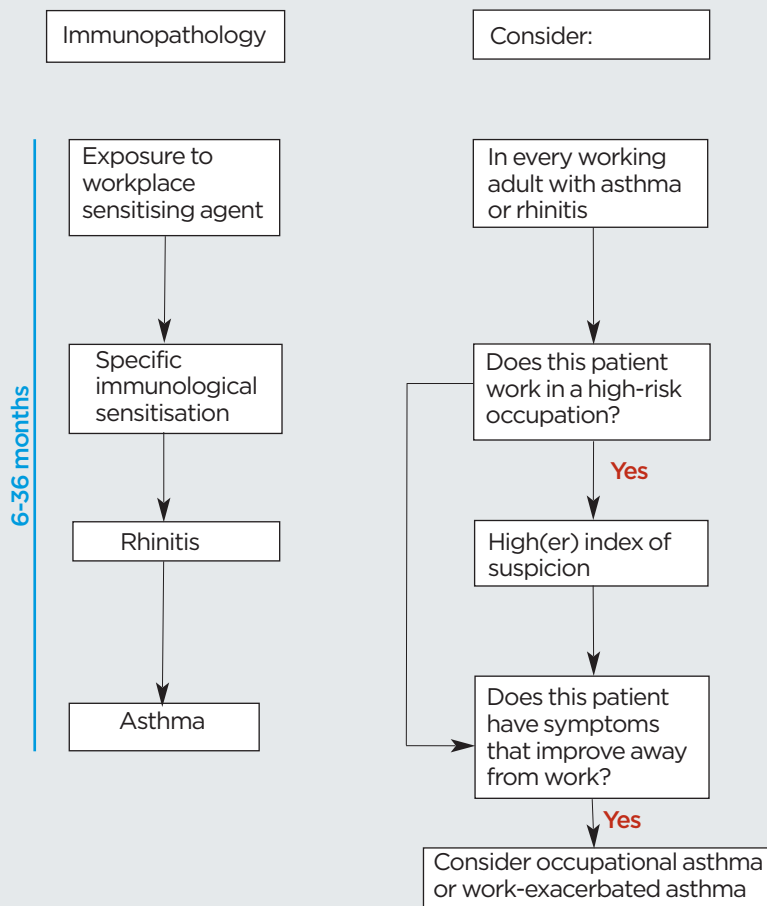 Immunopathology
Consider:
6-36 months
Exposure to
workplace
sensitising agent
Specific
immunological
sensitisation
Rhinitis
Asthma
In every working
adult with asthma
or rhinitis
Does this patient
work in a high-risk
occupation?
Yes
High(er) index of
suspicion
Does this patient
have symptoms
that improve away
from work?
Yes
Consider occupational asthma
or work-exacerbated asthma